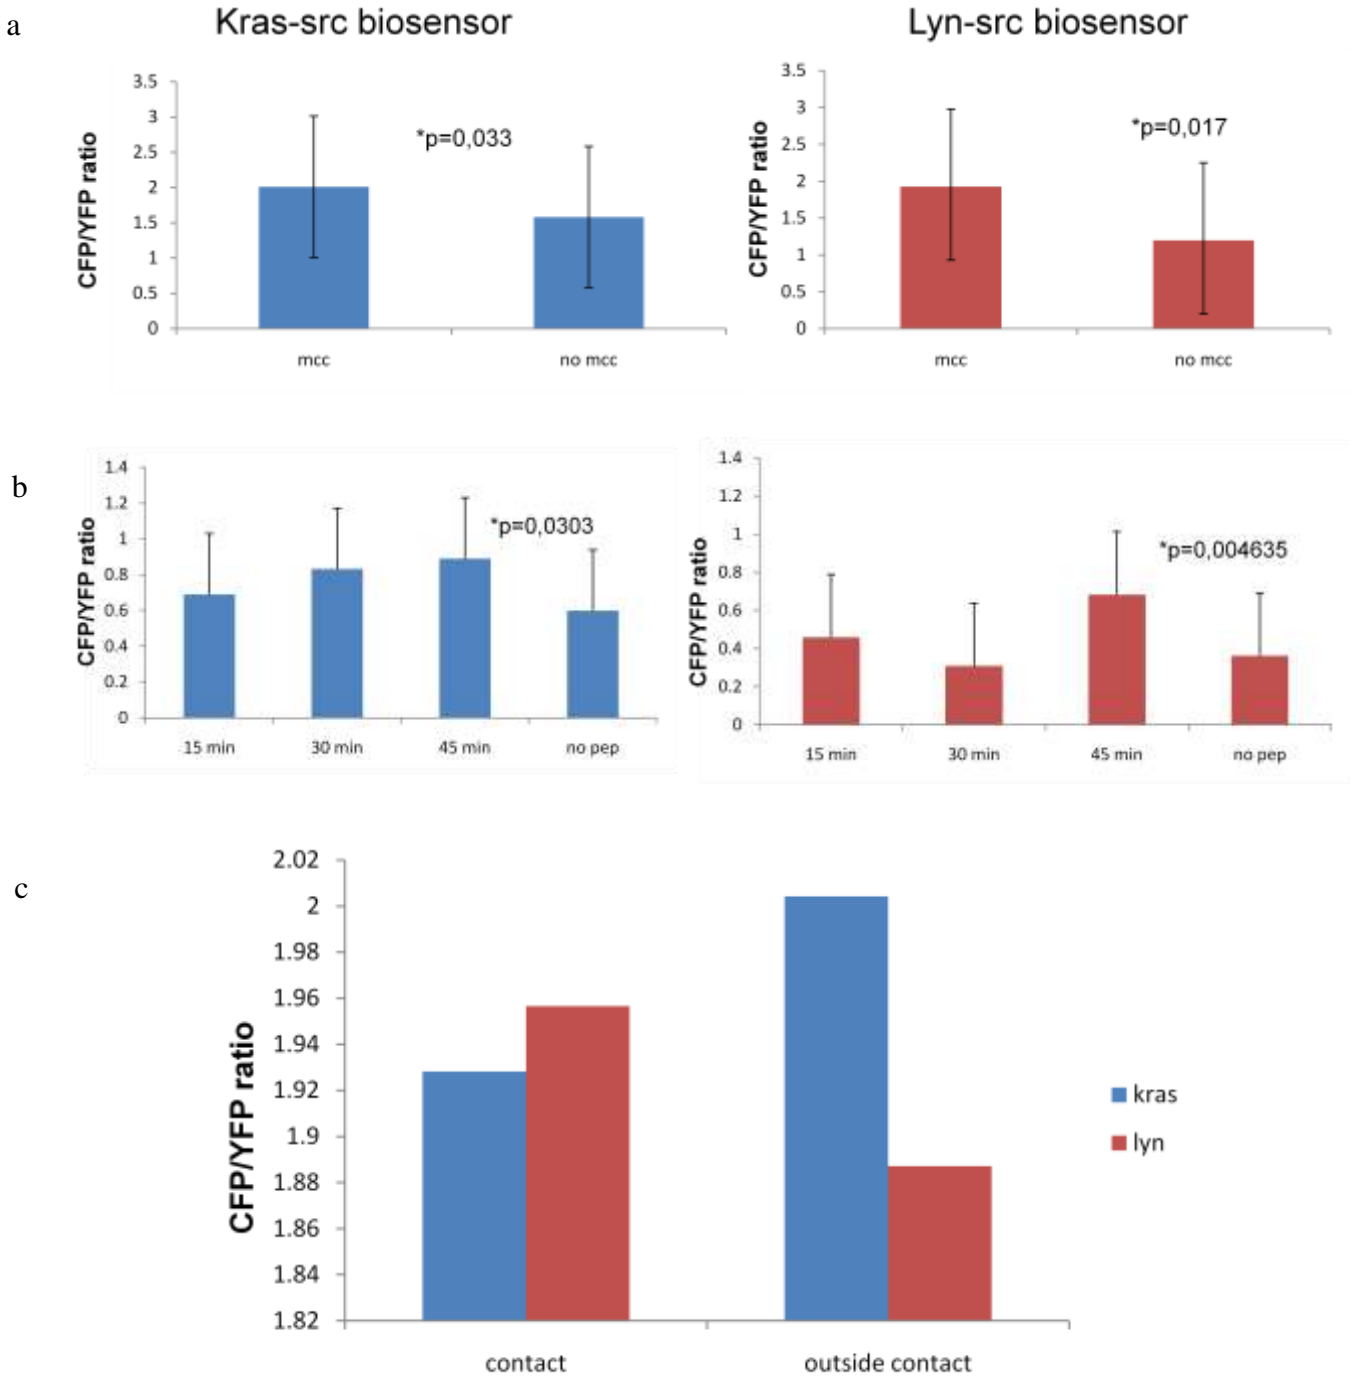 a
Kras-src biosensor
Lyn-src biosensor
CFP/YFP ratio
3.5
3
2.5
2
1.5
1
0.5
0
*p=0,033
mcc
no mcc
CFP/YFP ratio
3.5
3
2.5
2
1.5
1
0.5
0
*p=0,017
mcc
no mcc
b
CFP/YFP ratio
1.4
1.2
1
0.8
0.6
0.4
0.2
0
*p=0,0303
15 min
30 min
45 min
no pep
CFP/YFP ratio
1.4
1.2
1
0.8
0.6
0.4
0.2
0
*p=0,004635
15 min
30 min
45 min
no pep
c
CFP/YFP ratio
2.02
2
1.98
1.96
1.94
1.92
1.9
1.88
1.86
1.84
1.82
contact
outside contact
kras
lyn